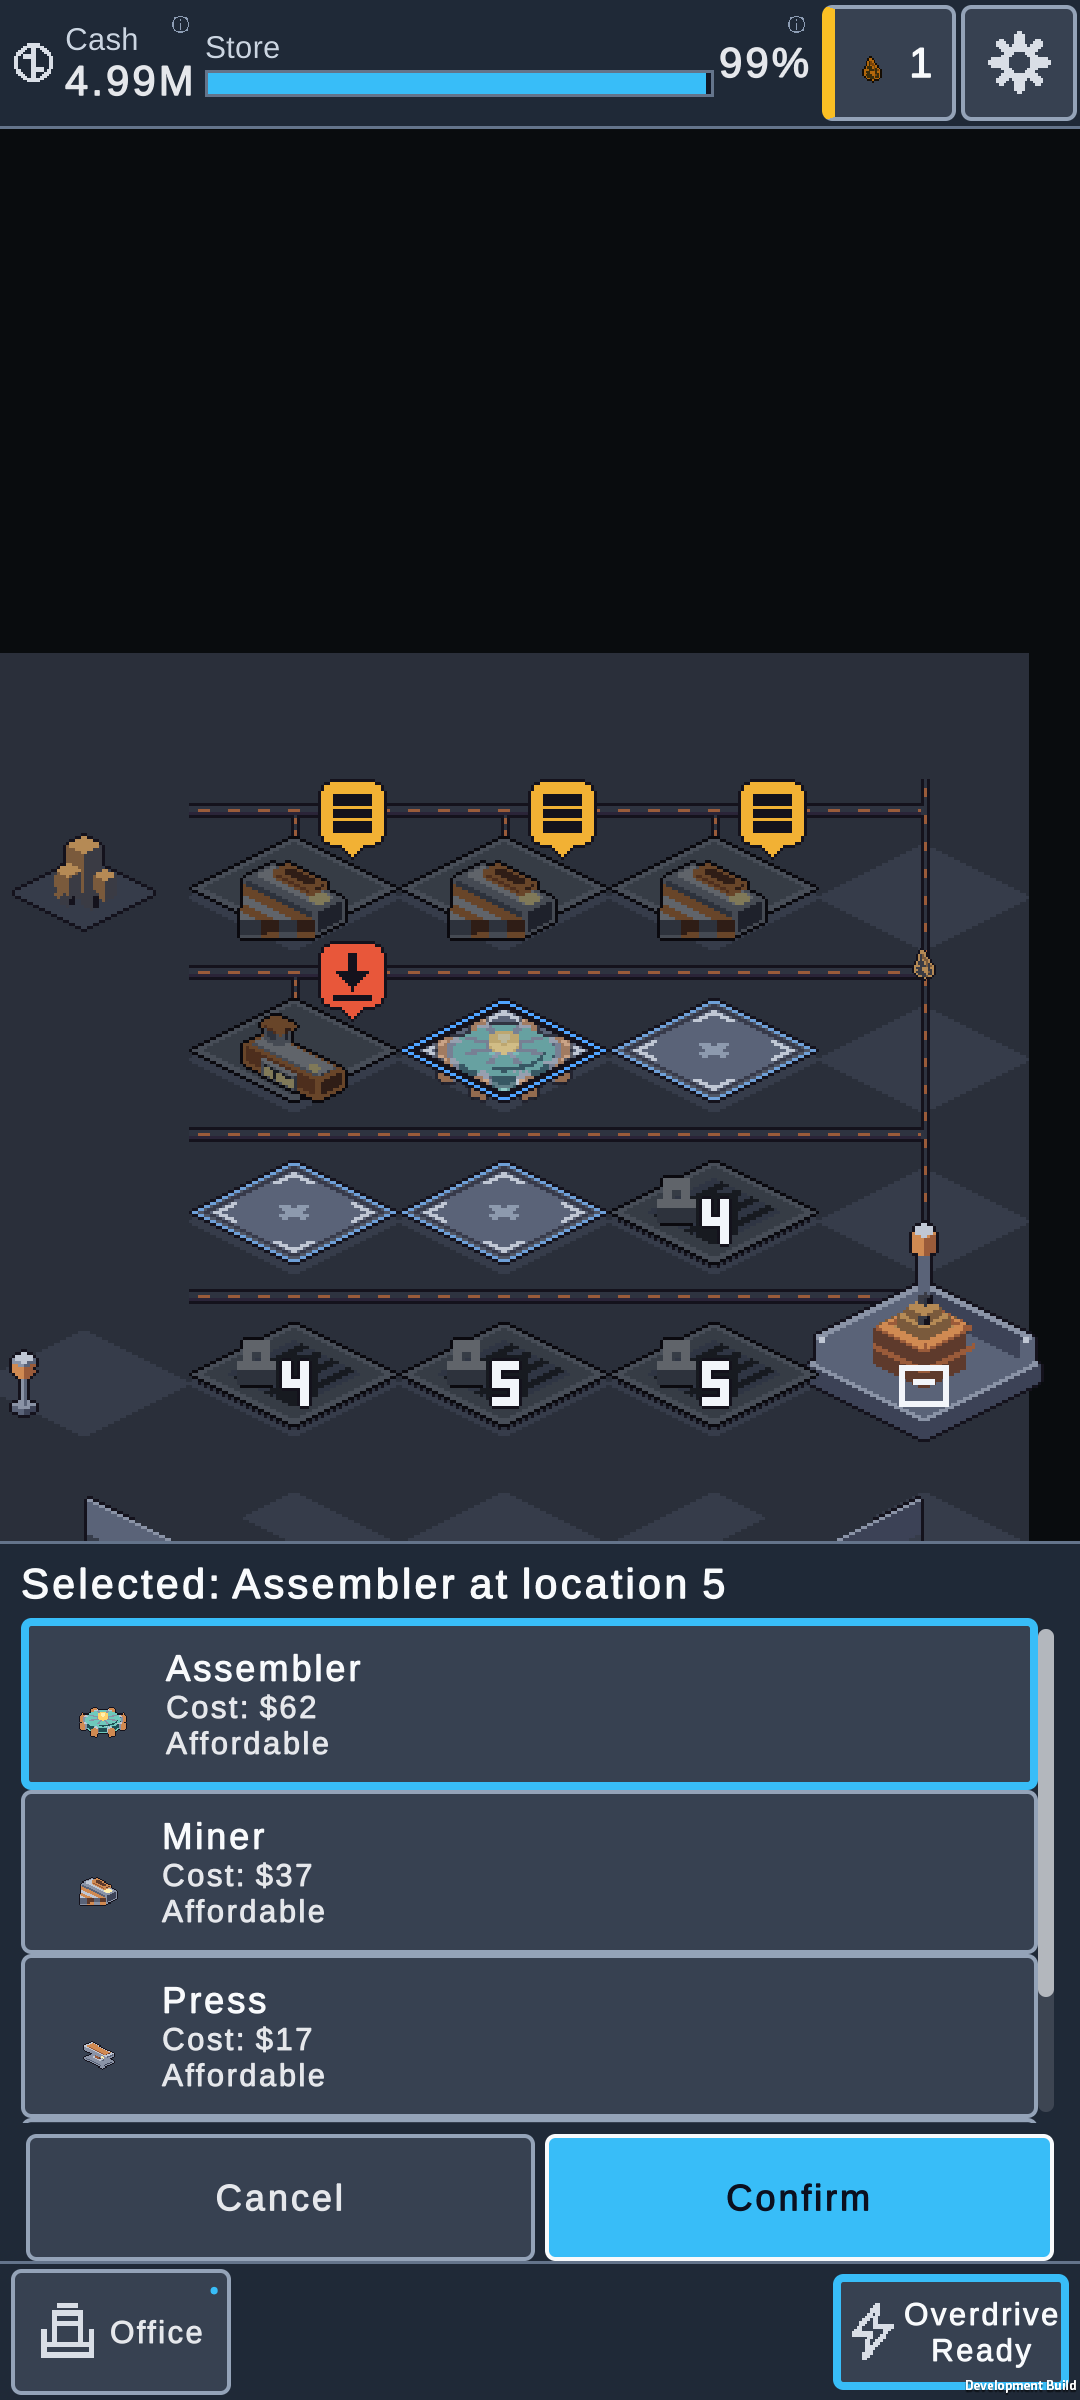 Cash
4.99M
Store
99%
1
4
4
5
5
Selected: Assembler at location 5
Assembler
Cost: $62
Affordable
Miner
Cost: $37
Affordable
Press
Cost: $17
Affordable
Cancel
Confirm
Office
Overdrive
Ready
Development Build